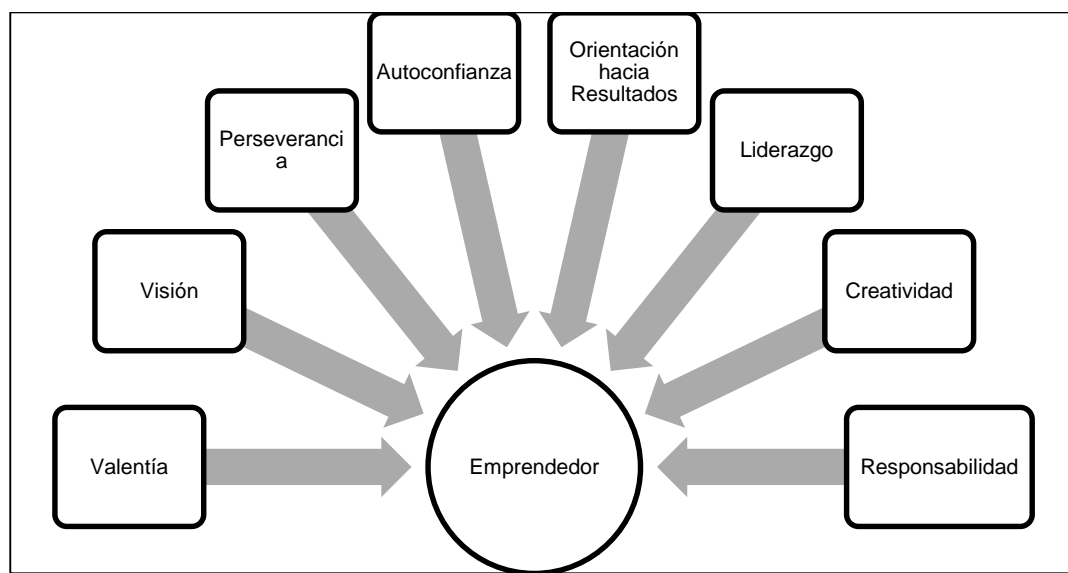 Orientación
hacia
Resultados
Autoconfianza
Perseveranci
a
Liderazgo
Visión
Creatividad
Valentía
Emprendedor
Responsabilidad